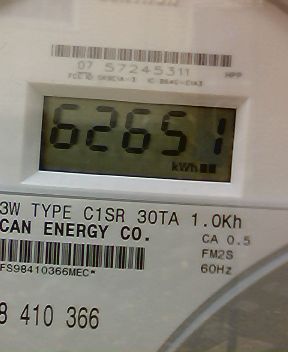 07 57245311 HPP
62651
kWh
3W TYPE C1SR 30TA 1.0Kh
CAN ENERGY CO. CA 0.5
FM2S
FS98410366MEC* 60Hz
8 410 366